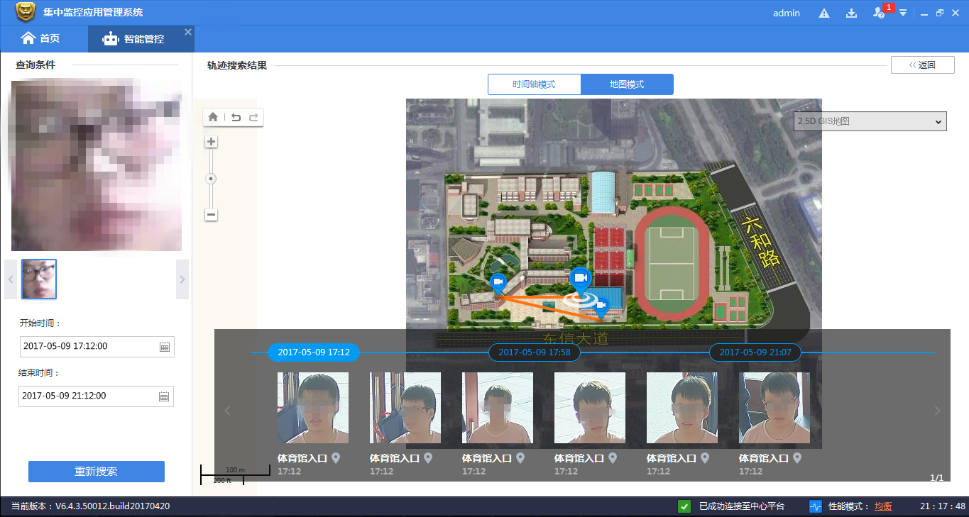 集中监控应用管理系统
admin
1
首页
智能管控
查询条件
轨迹搜索结果
<<返回
时间轴模式
地图模式
2.5D GIS地图
六和路
东信大道
开始时间：
2017-05-09 17:12:00
结束时间：
2017-05-09 21:12:00
重新搜索
2017-05-09 17:12
2017-05-09 17:58
2017-05-09 21:07
体育馆入口
17:12
体育馆入口
17:12
体育馆入口
17:12
体育馆入口
17:12
体育馆入口
17:12
体育馆入口
17:12
100 m
200 ft
1/1
当前版本：V6.4.3.50012.build20170420
已成功连接至中心平台
性能模式：均衡
21:17:48